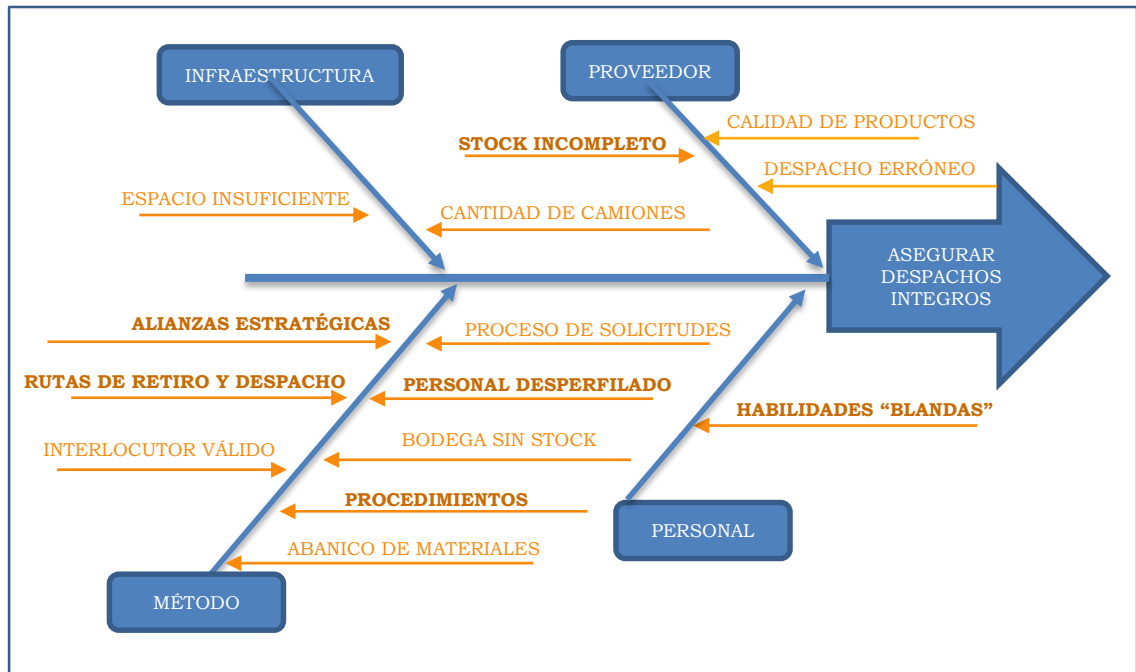 INFRAESTRUCTURA
PROVEEDOR
CALIDAD DE PRODUCTOS
STOCK INCOMPLETO
DESPACHO ERRÓNEO
ESPACIO INSUFICIENTE
CANTIDAD DE CAMIONES
ASEGURAR
DESPACHOS
INTEGROS
ALIANZAS ESTRATÉGICAS
PROCESO DE SOLICITUDES
RUTAS DE RETIRO Y DESPACHO
PERSONAL DESPERFILADO
HABILIDADES “BLANDAS”
INTERLOCUTOR VÁLIDO
BODEGA SIN STOCK
PROCEDIMIENTOS
PERSONAL
ABANICO DE MATERIALES
MÉTODO